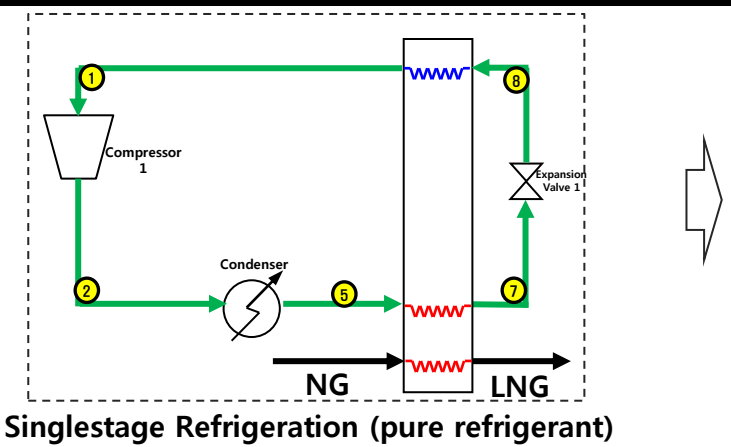 1
8
Compressor
1
Expansion
Valve 1
Condenser
2
5
7
NG
LNG
Singlestage Refrigeration (pure refrigerant)